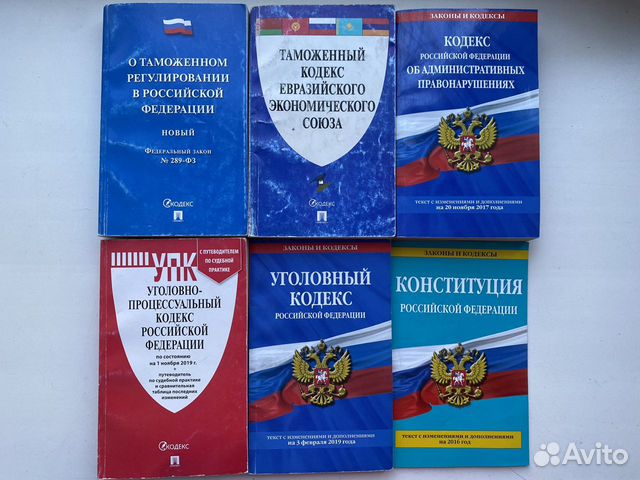 О ТАМОЖЕННОМ
РЕГУЛИРОВАНИИ
В РОССИЙСКОЙ
ФЕДЕРАЦИИ
НОВЫЙ
ФЕДЕРАЛЬНЫЙ ЗАКОН
№ 289-ФЗ
КОДЕКС
ТАМОЖЕННЫЙ
КОДЕКС
ЕВРАЗИЙСКОГО
ЭКОНОМИЧЕСКОГО
СОЮЗА
КОДЕКС
ЗАКОНЫ И КОДЕКСЫ
КОДЕКС
РОССИЙСКОЙ ФЕДЕРАЦИИ
ОБ АДМИНИСТРАТИВНЫХ
ПРАВОНАРУШЕНИЯХ
текст с изменениями и дополнениями
на 20 ноября 2017 года
УПК
С ПУТЕВОДИТЕЛЕМ
ПО СУДЕБНОЙ
ПРАКТИКЕ
УГОЛОВНО-
ПРОЦЕССУАЛЬНЫЙ
КОДЕКС
РОССИЙСКОЙ
ФЕДЕРАЦИИ
по состоянию
на 1 ноября 2019 г.
+
путеводитель
по судебной практике
и сравнительная
таблица последних
изменений
КОДЕКС
ЗАКОНЫ И КОДЕКСЫ
УГОЛОВНЫЙ
КОДЕКС
РОССИЙСКОЙ ФЕДЕРАЦИИ
текст с изменениями и дополнениями
на 3 февраля 2019 года
ЗАКОНЫ И КОДЕКСЫ
КОНСТИТУЦИЯ
РОССИЙСКОЙ ФЕДЕРАЦИИ
текст с изменениями и дополнениями
на 2016 год
Avito